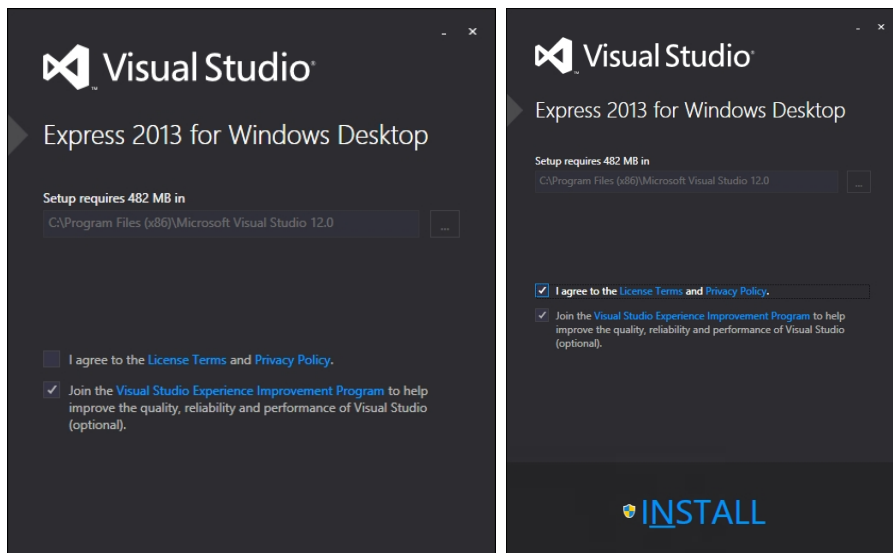 Visual Studio
Express 2013 for Windows Desktop
Setup requires 482 MB in
C:\Program Files (x86)\Microsoft Visual Studio 12.0
...
I agree to the License Terms and Privacy Policy.
Join the Visual Studio Experience Improvement Program to help
improve the quality, reliability and performance of Visual Studio
(optional).
Visual Studio
Express 2013 for Windows Desktop
Setup requires 482 MB in
C:\Program Files (x86)\Microsoft Visual Studio 12.0
...
I agree to the License Terms and Privacy Policy.
Join the Visual Studio Experience Improvement Program to help
improve the quality, reliability and performance of Visual Studio
(optional).
INSTALL